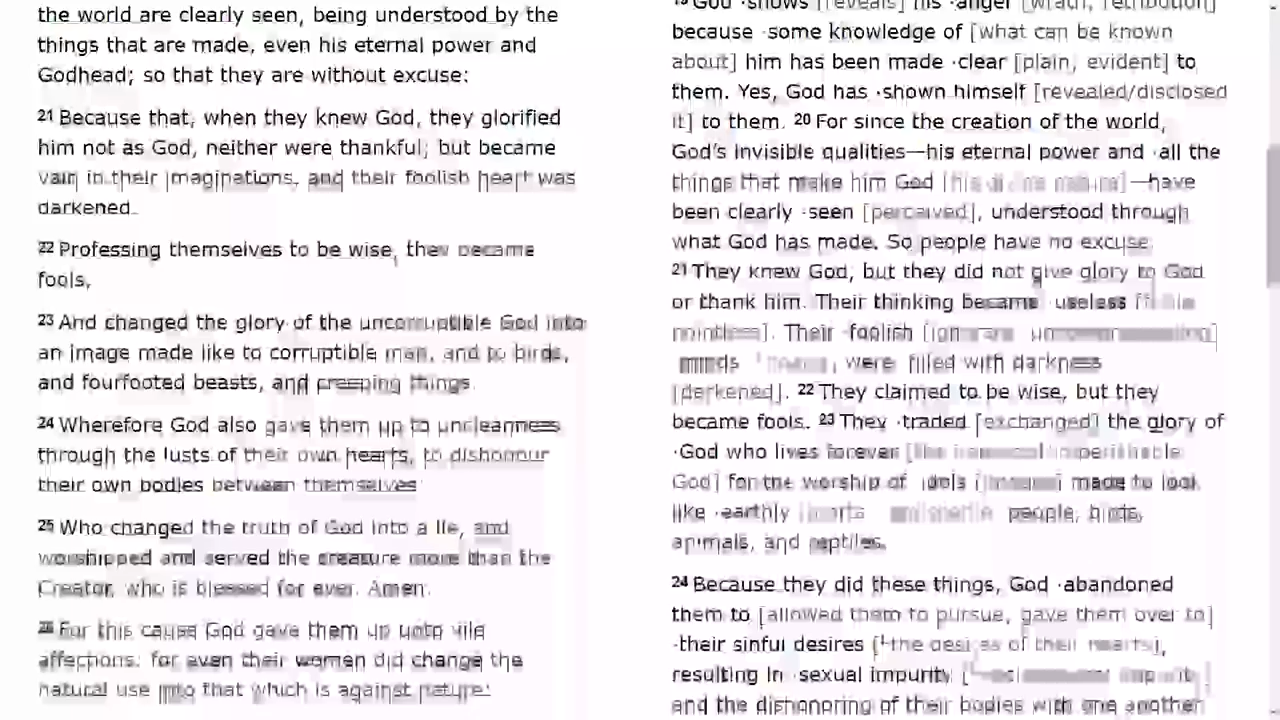 the world are clearly seen, being understood by the
things that are made, even his eternal power and
Godhead; so that they are without excuse:
21 Because that, when they knew God, they glorified
him not as God, neither were thankful; but became
vain in their imaginations, and their foolish heart was
darkened.
22 Professing themselves to be wise, they became
fools,
23 And changed the glory of the uncorruptible God into
an image made like to corruptible man, and to birds,
and fourfooted beasts, and creeping things.
24 Wherefore God also gave them up to uncleanness
through the lusts of their own hearts, to dishonour
their own bodies between themselves:
25 Who changed the truth of God into a lie, and
worshipped and served the creature more than the
Creator, who is blessed for ever. Amen.
26 For this cause God gave them up unto vile
affections: for even their women did change the
natural use into that which is against nature:
19 God ·shows [reveals] his ·anger [wrath, retribution]
because ·some knowledge of [what can be known
about] him has been made ·clear [plain, evident] to
them. Yes, God has ·shown himself [revealed/disclosed
it] to them. 20 For since the creation of the world,
God's invisible qualities—his eternal power and ·all the
things that make him God [his divine nature]—have
been clearly ·seen [perceived], understood through
what God has made. So people have no excuse.
21 They knew God, but they did not give glory to God
or thank him. Their thinking became ·useless
pointless]. Their ·foolish [ignorant
minds were filled with darkness
[darkened]. 22 They claimed to be wise, but they
became fools. 23 They ·traded [exchanged] the glory of
·God who lives forever [the
God] for the worship of idols made to look
like ·earthly people, birds,
animals, and reptiles.
24 Because they did these things, God ·abandoned
them to [allowed them to pursue, gave them over to]
·their sinful desires [L the desires of their hearts],
resulting in ·sexual impurity
and the dishonoring of their bodies with one another